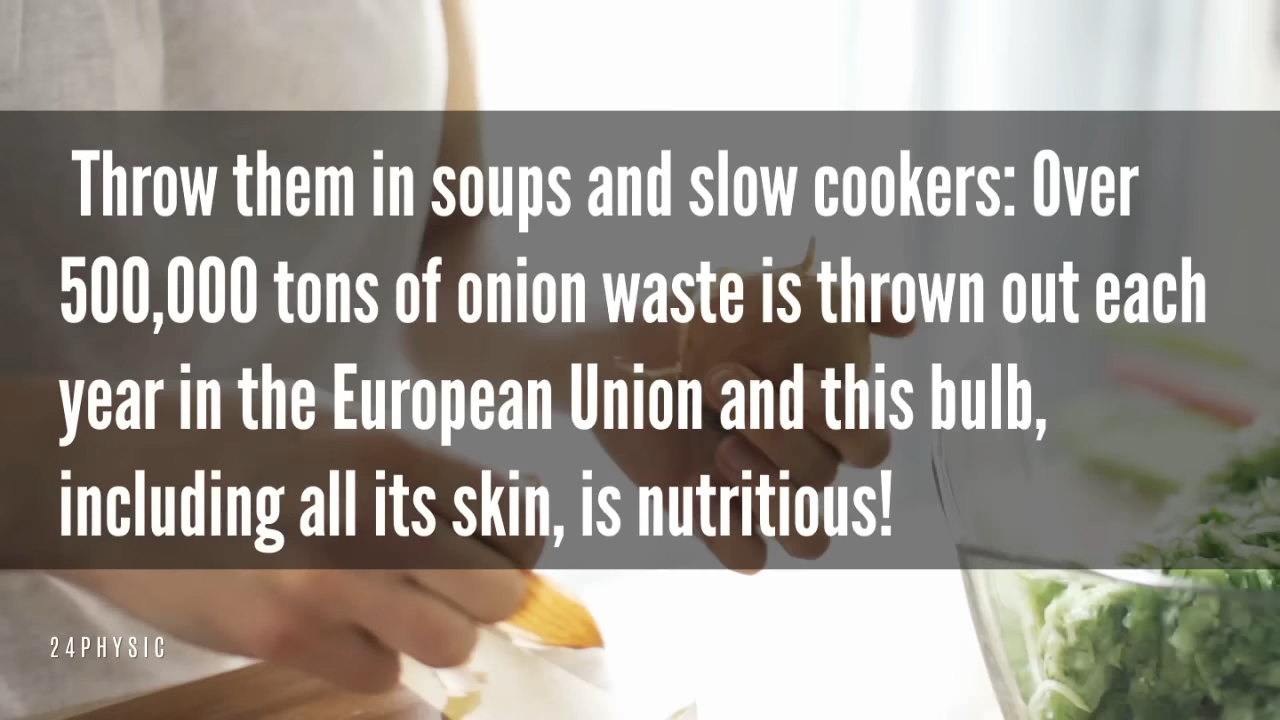 Throw them in soups and slow cookers: Over
500,000 tons of onion waste is thrown out each
year in the European Union and this bulb,
including all its skin, is nutritious!
24PHYSIC